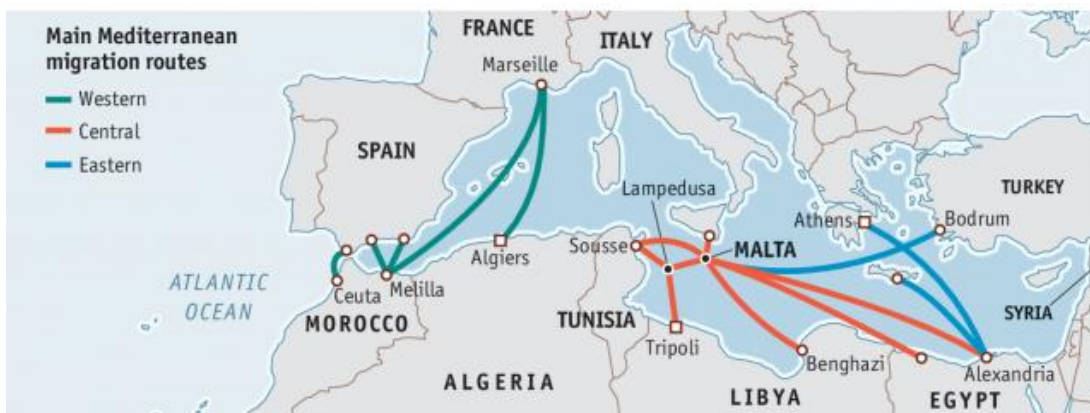 Main Mediterranean
migration routes
Western
Central
Eastern
FRANCE
Marseille
ITALY
SPAIN
Lampedusa
TURKEY
Athens
Bodrum
Algiers
Sousse
MALTA
ATLANTIC
OCEAN
Ceuta
Melilla
SYRIA
MOROCCO
TUNISIA
Tripoli
Benghazi
Alexandria
ALGERIA
LIBYA
EGYPT